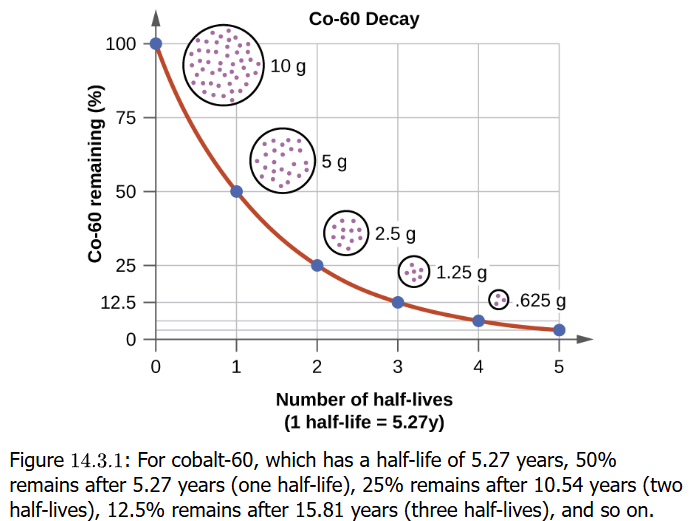 Co-60 Decay
Co-60 remaining (%)
100
75
50
25
12.5
0
10 g
5 g
2.5 g
1.25 g
.625 g
0 1 2 3 4 5
Number of half-lives
(1 half-life = 5.27y)
Figure 14.3.1: For cobalt-60, which has a half-life of 5.27 years, 50%
remains after 5.27 years (one half-life), 25% remains after 10.54 years (two
half-lives), 12.5% remains after 15.81 years (three half-lives), and so on.